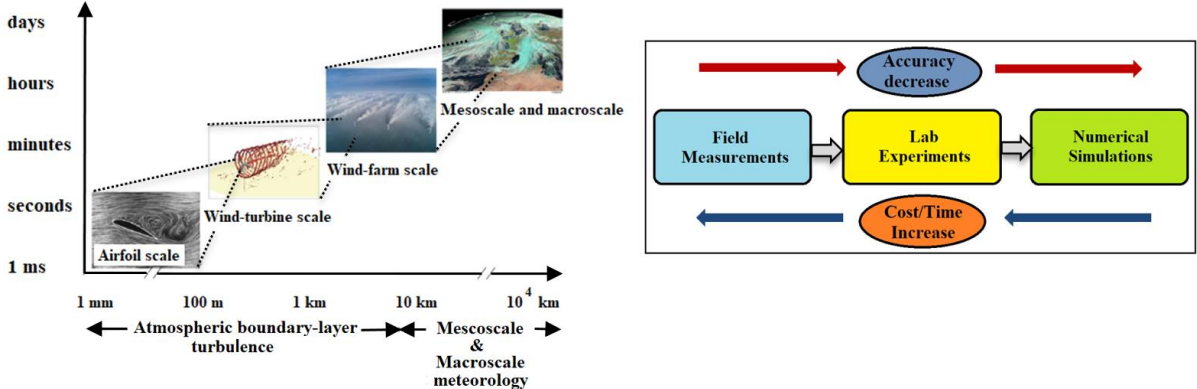 days
hours
minutes
seconds
1 ms
Mesoscale and macroscale
Wind-farm scale
Wind-turbine scale
Airfoil scale
1 mm
100 m
1 km
10 km
10⁴ km
Atmospheric boundary-layer
turbulence
Mescoscale
&
Macroscale
meteorology
Accuracy
decrease
Field
Measurements
Lab
Experiments
Numerical
Simulations
Cost/Time
Increase